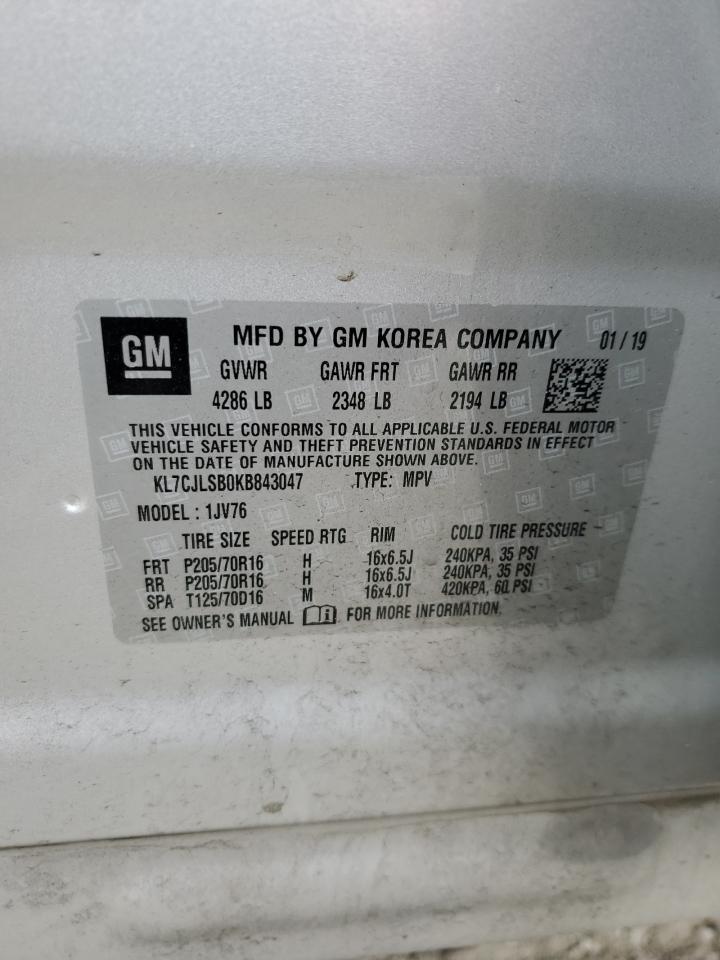 GM MFD BY GM KOREA COMPANY 01/19
GVWR GAWR FRT GAWR RR
4286 LB 2348 LB 2194 LB
THIS VEHICLE CONFORMS TO ALL APPLICABLE U.S. FEDERAL MOTOR
VEHICLE SAFETY AND THEFT PREVENTION STANDARDS IN EFFECT
ON THE DATE OF MANUFACTURE SHOWN ABOVE.
KL7CJLSB0KB843047 TYPE: MPV
MODEL : 1JV76
TIRE SIZE SPEED RTG RIM COLD TIRE PRESSURE
FRT P205/70R16 H 16x6.5J 240KPA, 35 PSI
RR P205/70R16 H 16x6.5J 240KPA, 35 PSI
SPA T125/70D16 M 16x4.0T 420KPA, 60 PSI
SEE OWNER'S MANUAL i FOR MORE INFORMATION.